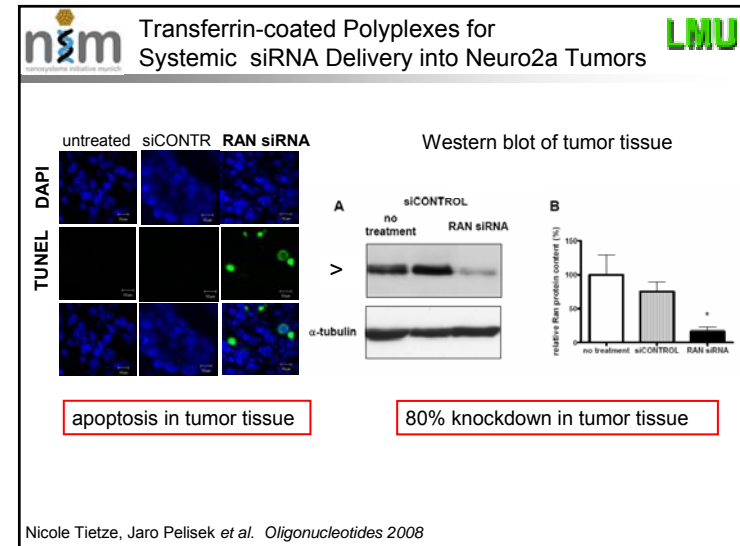 nim
nanosystems initiative munich
Transferrin-coated Polyplexes for
Systemic siRNA Delivery into Neuro2a Tumors
LMU
untreated siCONTR RAN siRNA
DAPI
TUNEL
Western blot of tumor tissue
A
siCONTROL
no
treatment
RAN siRNA
>
α-tubulin
B
relative Ran protein content (%)
150
100
50
0
*
no treatment siCONTROL RAN siRNA
apoptosis in tumor tissue
80% knockdown in tumor tissue
Nicole Tietze, Jaro Pelisek et al. Oligonucleotides 2008